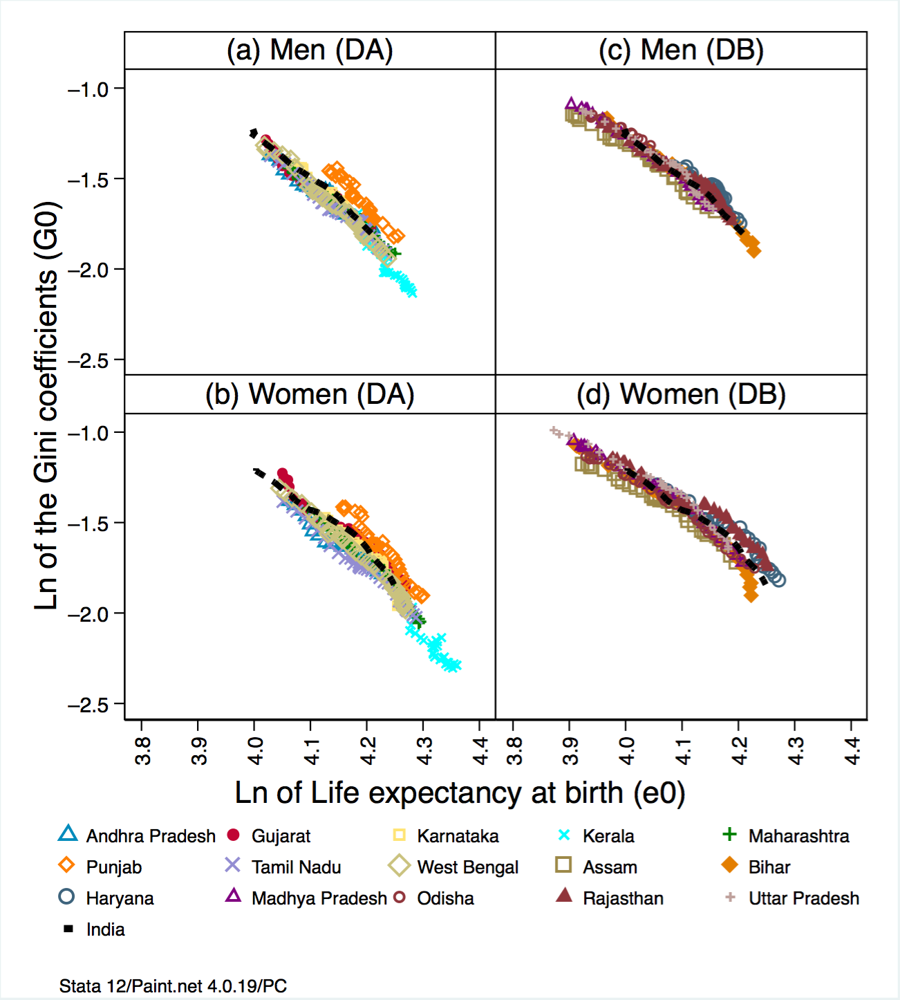 (a) Men (DA)
(c) Men (DB)
−1.0
−1.5
−2.0
−2.5
(b) Women (DA)
(d) Women (DB)
−1.0
−1.5
−2.0
−2.5
Ln of the Gini coefficients (G0)
3.8 3.9 4.0 4.1 4.2 4.3 4.4 3.8 3.9 4.0 4.1 4.2 4.3 4.4
Ln of Life expectancy at birth (e0)
Andhra Pradesh Gujarat Karnataka Kerala Maharashtra
Punjab Tamil Nadu West Bengal Assam Bihar
Haryana Madhya Pradesh Odisha Rajasthan Uttar Pradesh
India
Stata 12/Paint.net 4.0.19/PC